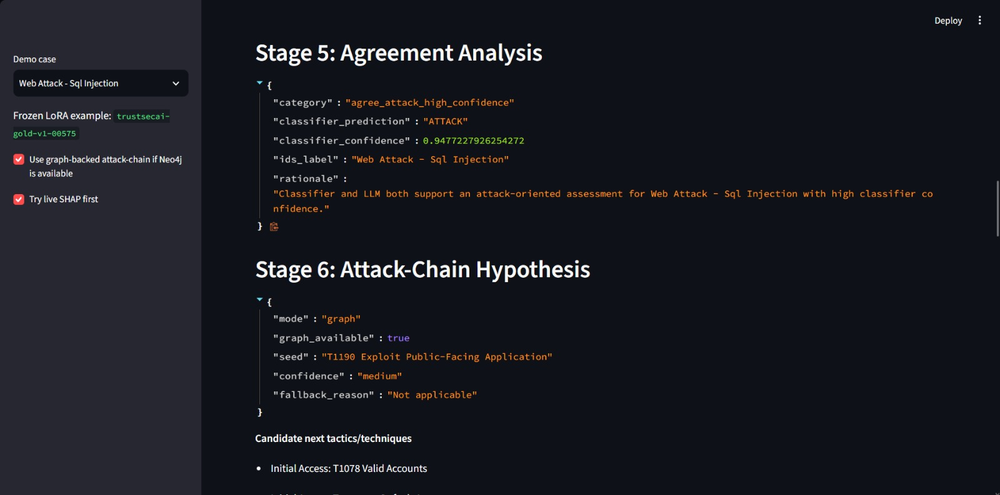 Deploy
Demo case
Web Attack - Sql Injection
Frozen LoRA example: trustsecai-
gold-v1-00575
Use graph-backed attack-chain if Neo4j
is available
Try live SHAP first
Stage 5: Agreement Analysis
{
"category" : "agree_attack_high_confidence"
"classifier_prediction" : "ATTACK"
"classifier_confidence" : 0.9477227926254272
"ids_label" : "Web Attack - Sql Injection"
"rationale" :
"Classifier and LLM both support an attack-oriented assessment for Web Attack - Sql Injection with high classifier co
nfidence."
}
Stage 6: Attack-Chain Hypothesis
{
"mode" : "graph"
"graph_available" : true
"seed" : "T1190 Exploit Public-Facing Application"
"confidence" : "medium"
"fallback_reason" : "Not applicable"
}
Candidate next tactics/techniques
• Initial Access: T1078 Valid Accounts